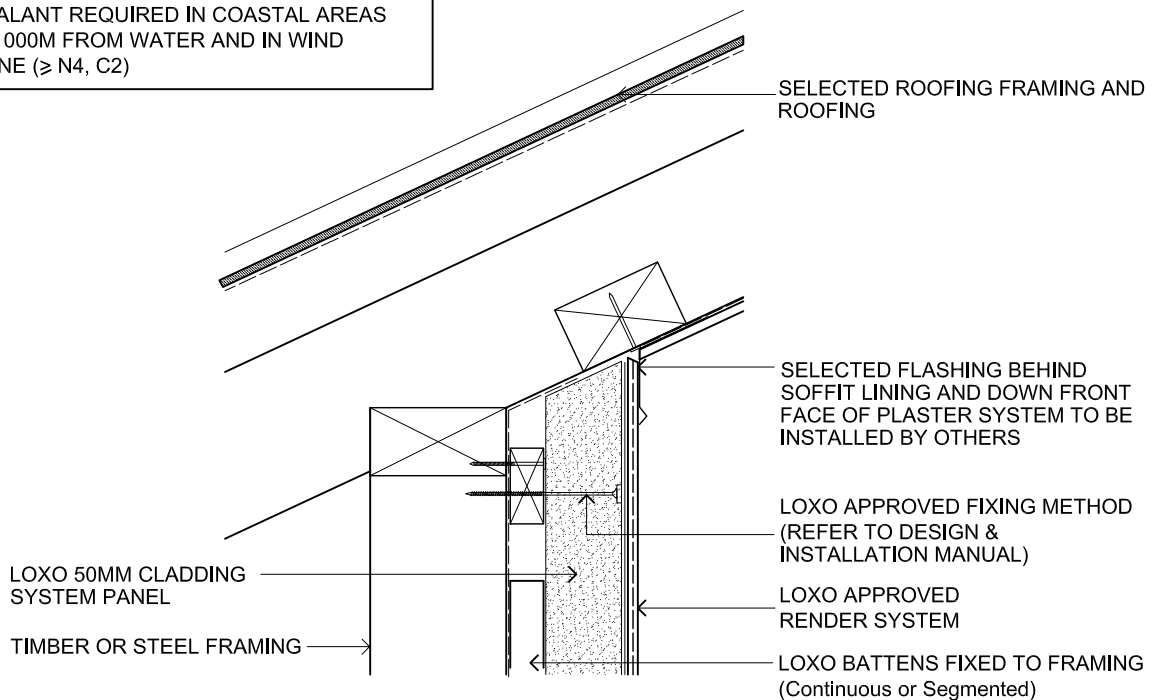 ALANT REQUIRED IN COASTAL AREAS
000M FROM WATER AND IN WIND
NE (≥ N4, C2)
SELECTED ROOFING FRAMING AND
ROOFING
SELECTED FLASHING BEHIND
SOFFIT LINING AND DOWN FRONT
FACE OF PLASTER SYSTEM TO BE
INSTALLED BY OTHERS
LOXO APPROVED FIXING METHOD
(REFER TO DESIGN &
INSTALLATION MANUAL)
LOXO 50MM CLADDING
SYSTEM PANEL
LOXO APPROVED
RENDER SYSTEM
TIMBER OR STEEL FRAMING
LOXO BATTENS FIXED TO FRAMING
(Continuous or Segmented)